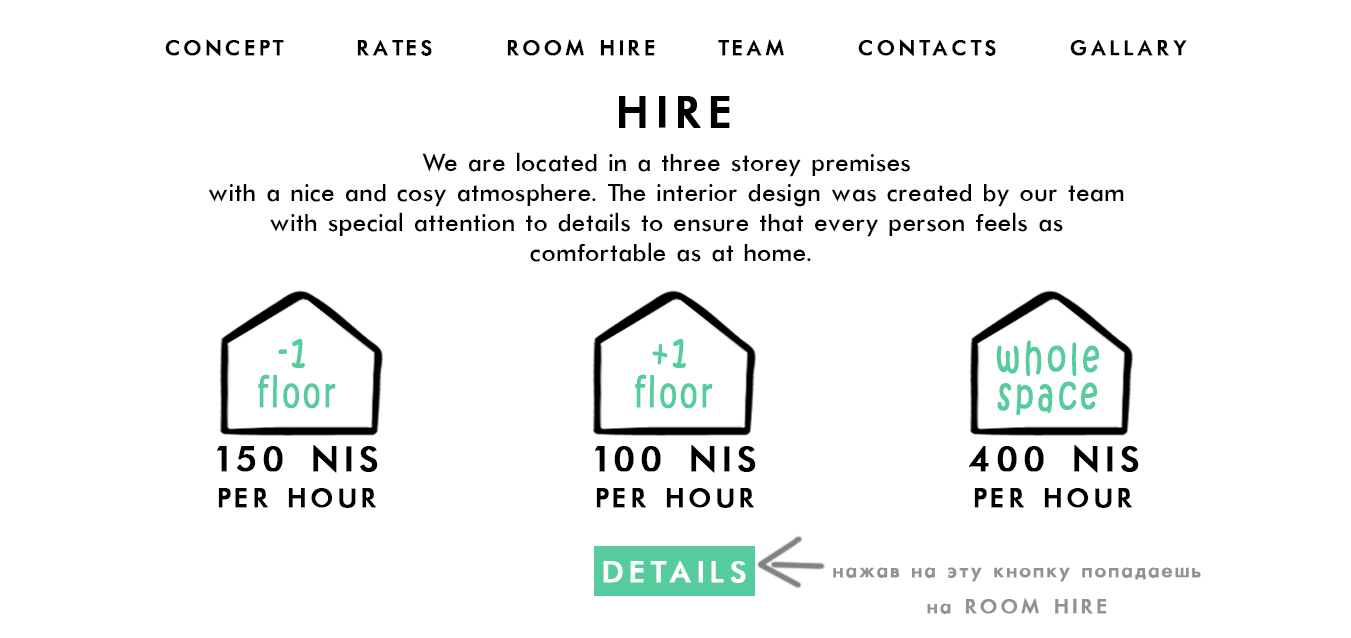 CONCEPT RATES ROOM HIRE TEAM CONTACTS GALLARY
HIRE
We are located in a three storey premises
with a nice and cosy atmosphere. The interior design was created by our team
with special attention to details to ensure that every person feels as
comfortable as at home.
-1
floor
150 NIS
PER HOUR
+1
floor
100 NIS
PER HOUR
whole
space
400 NIS
PER HOUR
DETAILS
нажав на эту кнопку попадаешь
на ROOM HIRE